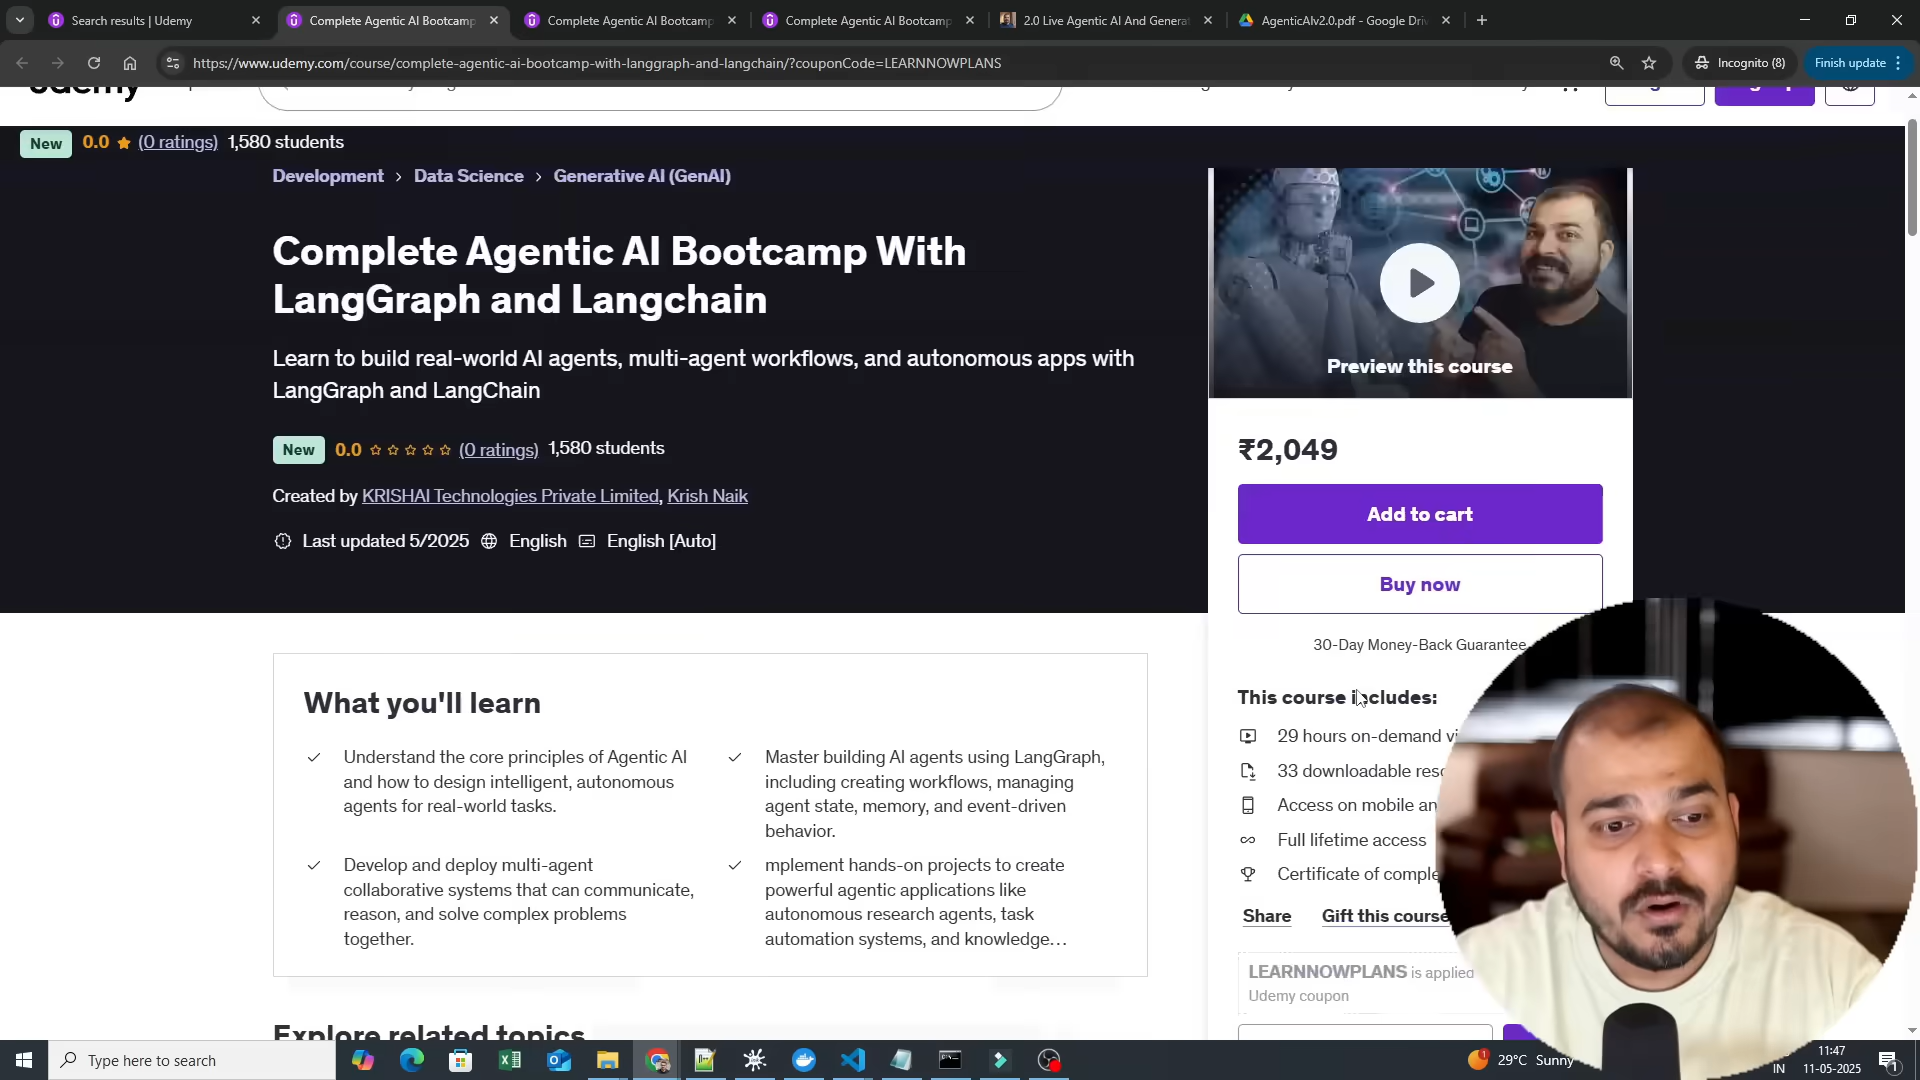 Search results | Udemy
Complete Agentic AI Bootcamp
Complete Agentic AI Bootcamp
Complete Agentic AI Bootcamp
2.0 Live Agentic AI And Genera
AgenticAIv2.0.pdf - Google Driv
https://www.udemy.com/course/complete-agentic-ai-bootcamp-with-langgraph-and-langchain/?couponCode=LEARNNOWPLANS
Incognito (8)
Finish update
New 0.0 (0 ratings) 1,580 students
Development > Data Science > Generative AI (GenAI)
Complete Agentic AI Bootcamp With
LangGraph and Langchain
Learn to build real-world AI agents, multi-agent workflows, and autonomous apps with
LangGraph and LangChain
New 0.0 (0 ratings) 1,580 students
Created by KRISHAI Technologies Private Limited, Krish Naik
Last updated 5/2025 English English [Auto]
Preview this course
₹2,049
Add to cart
Buy now
30-Day Money-Back Guarantee
This course includes:
29 hours on-demand vi
33 downloadable reso
Access on mobile an
Full lifetime access
Certificate of comple
Share Gift this course
LEARNNOWPLANS is applied
Udemy coupon
What you'll learn
Understand the core principles of Agentic AI
and how to design intelligent, autonomous
agents for real-world tasks.
Master building AI agents using LangGraph,
including creating workflows, managing
agent state, memory, and event-driven
behavior.
Develop and deploy multi-agent
collaborative systems that can communicate,
reason, and solve complex problems
together.
mplement hands-on projects to create
powerful agentic applications like
autonomous research agents, task
automation systems, and knowledge…
Explore related topics
Type here to search
29°C Sunny
IN
11:47
11-05-2025